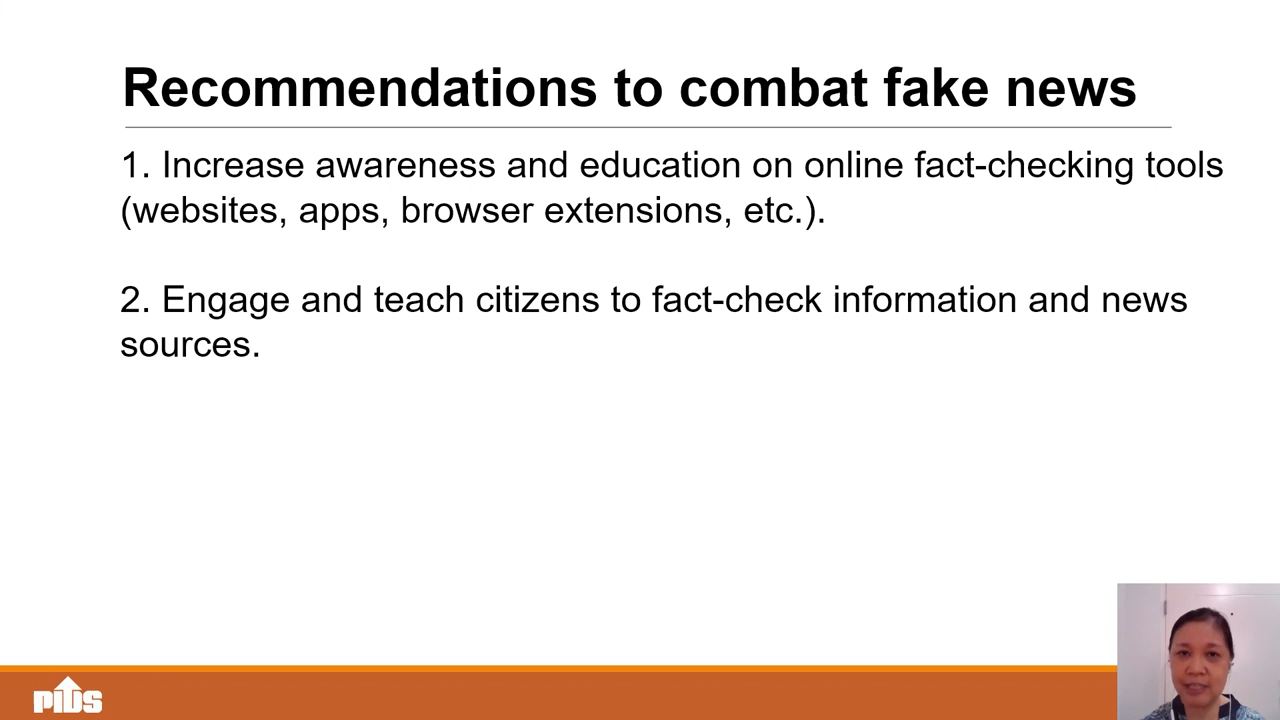 Recommendations to combat fake news
1. Increase awareness and education on online fact-checking tools
(websites, apps, browser extensions, etc.).
2. Engage and teach citizens to fact-check information and news
sources.
PIDS